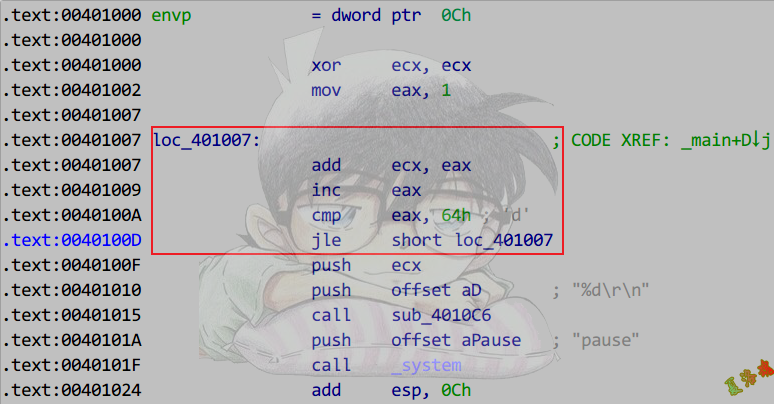 .text:00401000 envp = dword ptr 0Ch
.text:00401000
.text:00401000 xor ecx, ecx
.text:00401002 mov eax, 1
.text:00401007
.text:00401007 loc_401007: ; CODE XREF: _main+D↓j
.text:00401007 add ecx, eax
.text:00401009 inc eax
.text:0040100A cmp eax, 64h ; 'd'
.text:0040100D jle short loc_401007
.text:0040100F push ecx
.text:00401010 push offset aD ; "%d\r\n"
.text:00401015 call sub_4010C6
.text:0040101A push offset aPause ; "pause"
.text:0040101F call _system
.text:00401024 add esp, 0Ch